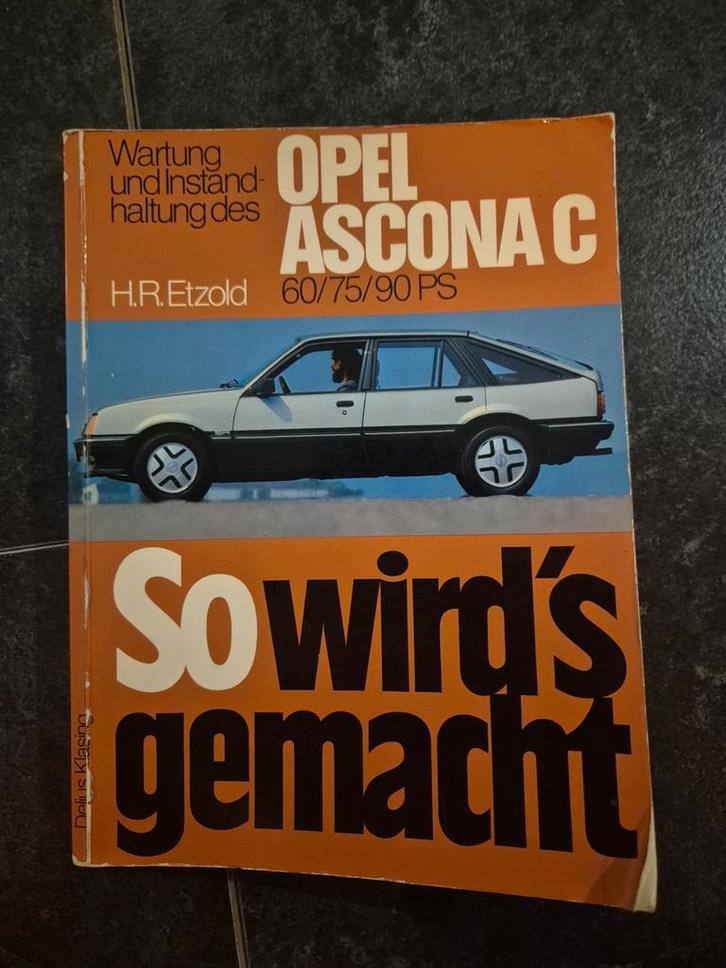 Wartung
und Instand-
haltung des
OPEL
ASCONA C
H.R. Etzold
60/75/90 PS
So wird's
gemacht
Delius Klasing